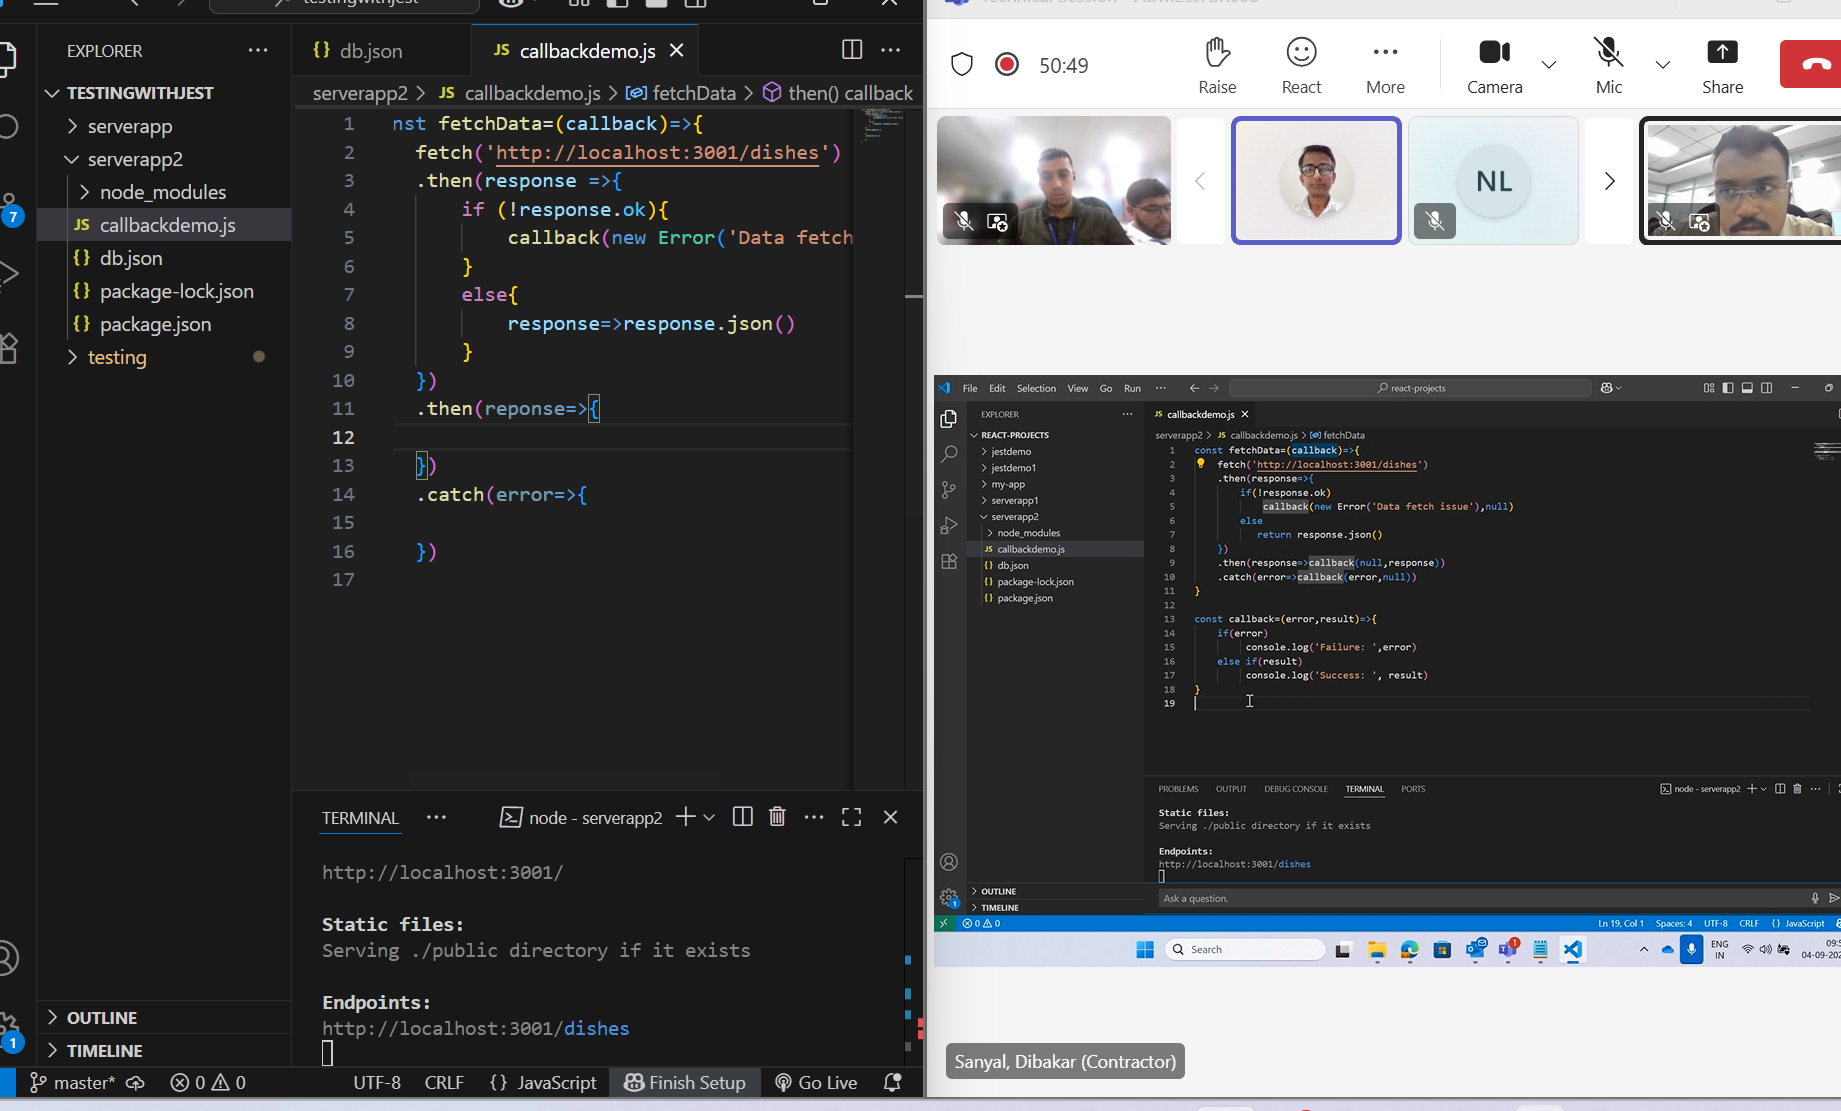 EXPLORER
TESTINGWITHJEST
serverapp
serverapp2
node_modules
JS callbackdemo.js
{} db.json
{} package-lock.json
{} package.json
testing
OUTLINE
TIMELINE
7
1
{} db.json
JS callbackdemo.js
serverapp2 > JS callbackdemo.js > fetchData > then() callback
1 nst fetchData=(callback)=>{
2 fetch('http://localhost:3001/dishes')
3 .then(response =>{
4 if (!response.ok){
5 callback(new Error('Data fetch
6 }
7 else{
8 response=>response.json()
9 }
10 })
11 .then(reponse=>{
12
13 })
14 .catch(error=>{
15
16 })
17
TERMINAL
node - serverapp2
http://localhost:3001/
Static files:
Serving ./public directory if it exists
Endpoints:
http://localhost:3001/dishes
master* 0 0 UTF-8 CRLF {} JavaScript Finish Setup Go Live
50:49
Raise React More Camera Mic Share
NL
File Edit Selection View Go Run
react-projects
EXPLORER
REACT-PROJECTS
jestdemo
jestdemo1
my-app
serverapp1
serverapp2
node_modules
JS callbackdemo.js
{} db.json
{} package-lock.json
{} package.json
OUTLINE
TIMELINE
1
JS callbackdemo.js
serverapp2 > JS callbackdemo.js > fetchData
1 const fetchData=(callback)=>{
2 fetch('http://localhost:3001/dishes')
3 .then(response=>{
4 if(!response.ok)
5 callback(new Error('Data fetch issue'),null)
6 else
7 return response.json()
8 })
9 .then(response=>callback(null,response))
10 .catch(error=>callback(error,null))
11 }
12
13 const callback=(error,result)=>{
14 if(error)
15 console.log('Failure: ',error)
16 else if(result)
17 console.log('Success: ', result)
18 }
19
PROBLEMS OUTPUT DEBUG CONSOLE TERMINAL PORTS
node - serverapp2
Static files:
Serving ./public directory if it exists
Endpoints:
http://localhost:3001/dishes
Ask a question.
0 0 Ln 19, Col 1 Spaces: 4 UTF-8 CRLF {} JavaScript
Search
1
ENG
IN
Sanyal, Dibakar (Contractor)